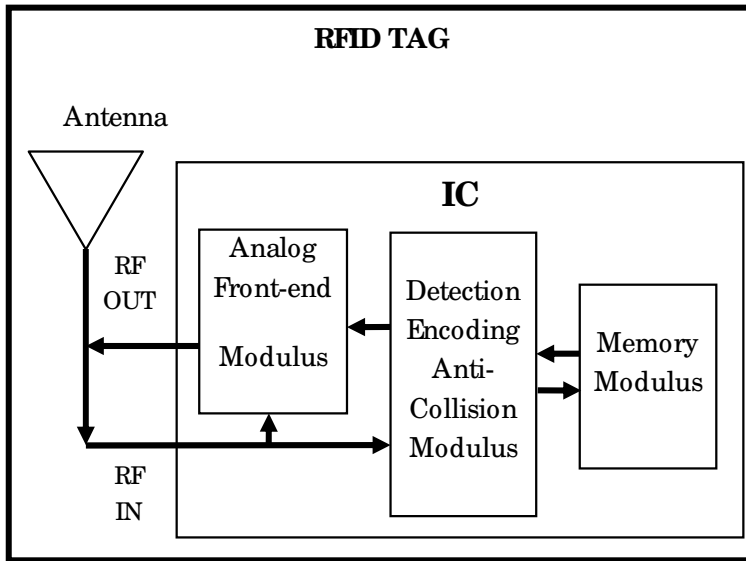 RFID TAG
Antenna
IC
RF
OUT
Analog
Front-end
Modulus
Detection
Encoding
Anti-
Collision
Modulus
Memory
Modulus
RF
IN